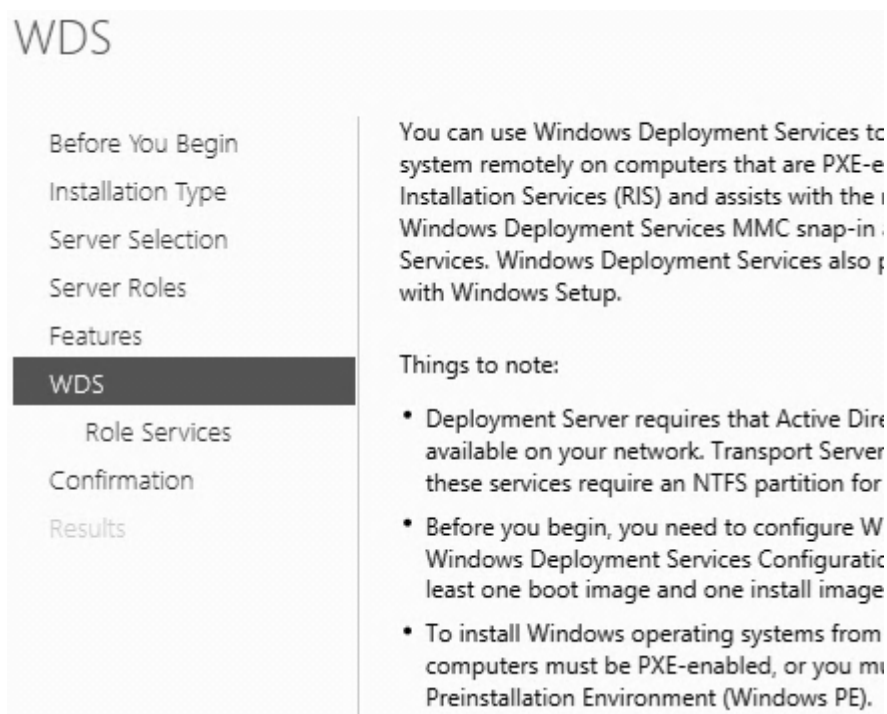 WDS
Before You Begin
Installation Type
Server Selection
Server Roles
Features
WDS
Role Services
Confirmation
Results
You can use Windows Deployment Services to
system remotely on computers that are PXE-e
Installation Services (RIS) and assists with the
Windows Deployment Services MMC snap-in
Services. Windows Deployment Services also p
with Windows Setup.
Things to note:
• Deployment Server requires that Active Dire
available on your network. Transport Server
these services require an NTFS partition for
• Before you begin, you need to configure W
Windows Deployment Services Configuratio
least one boot image and one install image
• To install Windows operating systems from
computers must be PXE-enabled, or you mu
Preinstallation Environment (Windows PE).